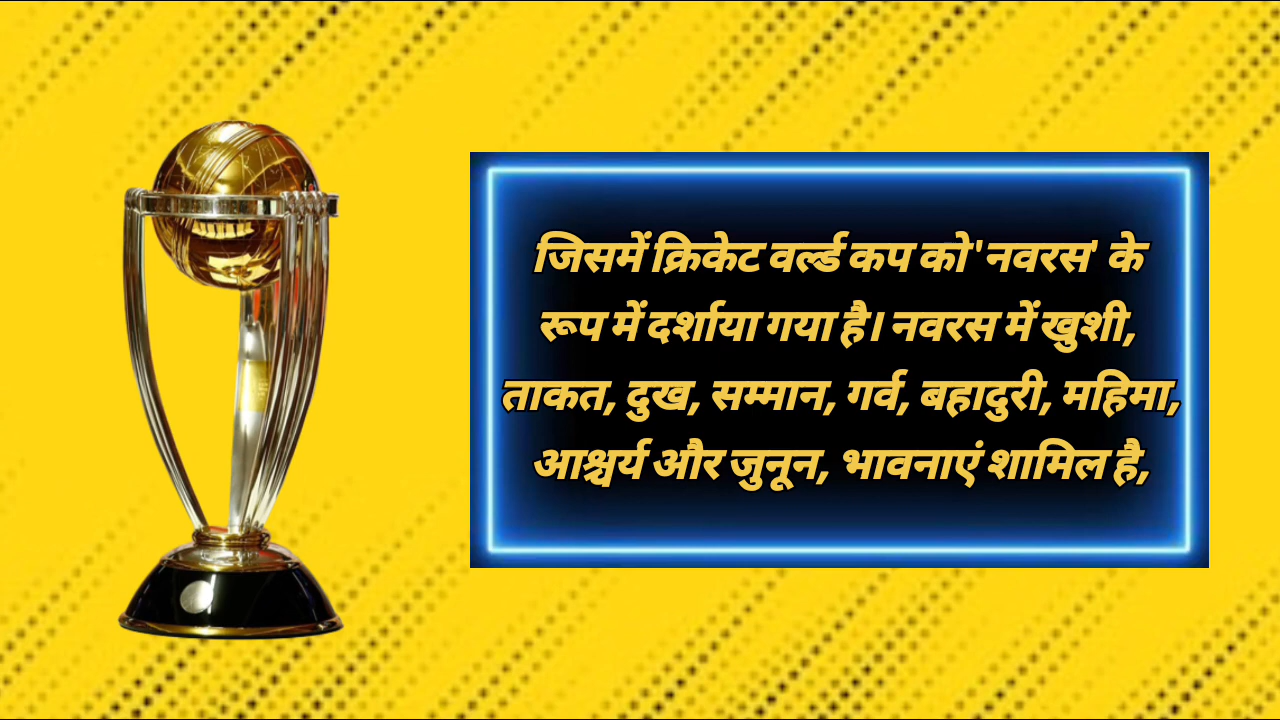 जिसमें क्रिकेट वर्ल्ड कप को 'नवरस' के
रूप में दर्शाया गया है। नवरस में खुशी,
ताकत, दुख, सम्मान, गर्व, बहादुरी, महिमा,
आश्चर्य और जुनून, भावनाएं शामिल है,